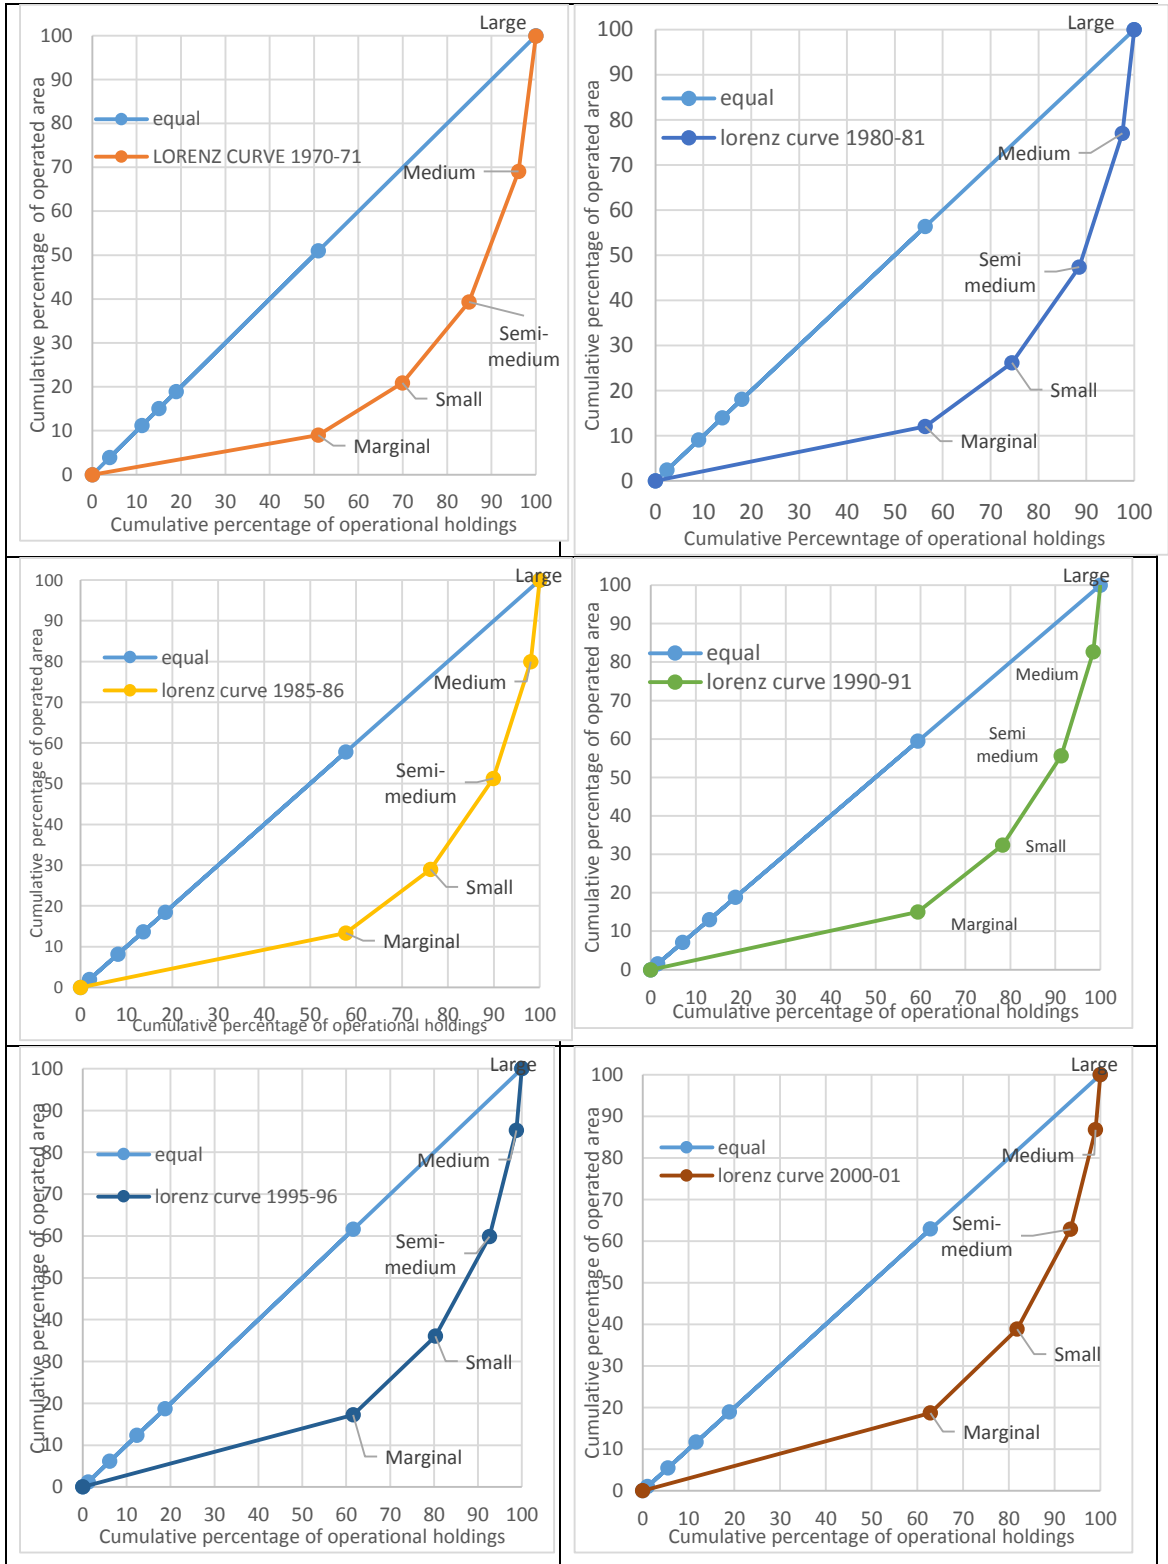 Large
100
90
80
70
60
50
40
30
20
10
0
equal
LORENZ CURVE 1970-71
Medium
Semi-
medium
Small
Marginal
0 10 20 30 40 50 60 70 80 90 100
Cumulative percentage of operational holdings
Cumulative percentage of operated area
Large
100
90
80
70
60
50
40
30
20
10
0
equal
lorenz curve 1980-81
Medium
Semi
medium
Small
Marginal
0 10 20 30 40 50 60 70 80 90 100
Cumulative Percewntage of operational holdings
Cumulative percentage of operated area
Large
100
90
80
70
60
50
40
30
20
10
0
equal
lorenz curve 1985-86
Medium
Semi-
medium
Small
Marginal
0 10 20 30 40 50 60 70 80 90 100
Cumulative percentage of operational holdings
Cumulative percentage of operated area
Large
100
90
80
70
60
50
40
30
20
10
0
equal
lorenz curve 1990-91
Medium
Semi
medium
Small
Marginal
0 10 20 30 40 50 60 70 80 90 100
Cumulative percentage of operational holdings
Cumulative percentage of operated area
Large
100
90
80
70
60
50
40
30
20
10
0
equal
lorenz curve 1995-96
Medium
Semi-
medium
Small
Marginal
0 10 20 30 40 50 60 70 80 90 100
Cumulative percentage of operational holdings
Cumulative percentage of operated area
Large
100
90
80
70
60
50
40
30
20
10
0
equal
lorenz curve 2000-01
Medium
Semi-
medium
Small
Marginal
0 10 20 30 40 50 60 70 80 90 100
Cumulative percentage of operational holdings
Cumulative percentage of operated area